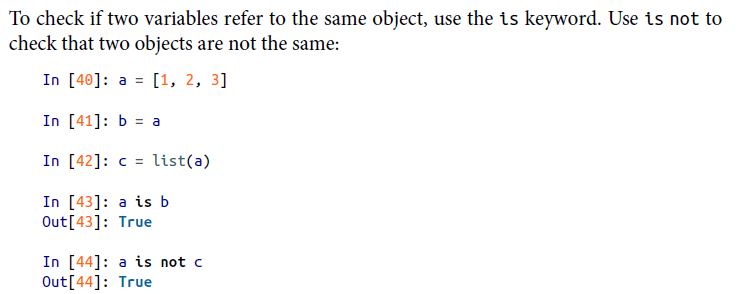 To check if two variables refer to the same object, use the is keyword. Use is not to
check that two objects are not the same:
In [40]: a = [1, 2, 3]
In [41]: b = a
In [42]: c = list(a)
In [43]: a is b
Out[43]: True
In [44]: a is not c
Out[44]: True